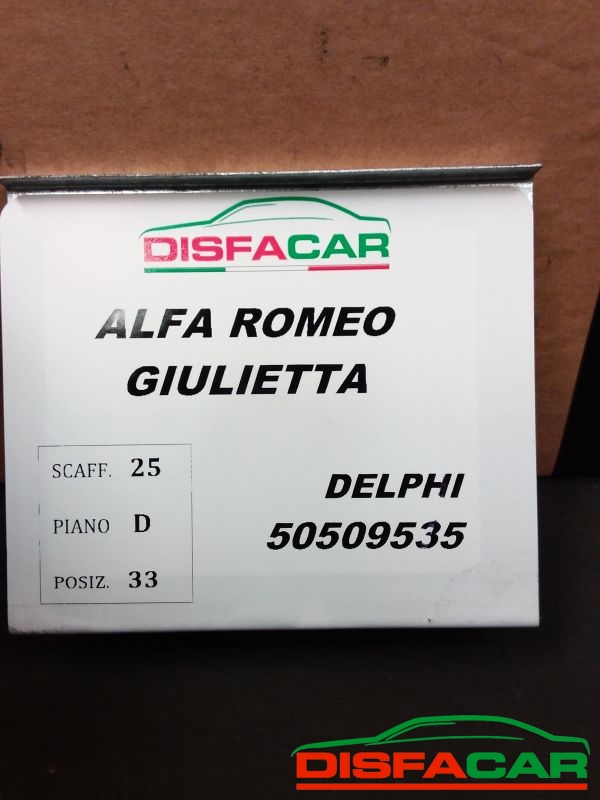 DISFACAR
ALFA ROMEO
GIULIETTA
SCAFF. 25
PIANO D
POSIZ. 33
DELPHI
50509535
DISFACAR